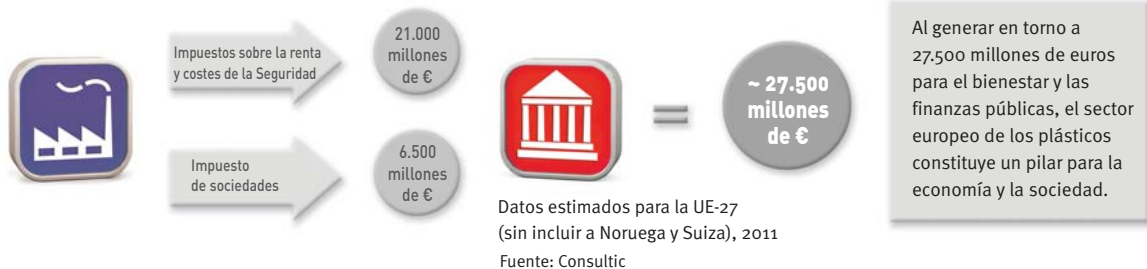 Impuestos sobre la renta
y costes de la Seguridad
21.000
millones
de €
Impuesto
de sociedades
6.500
millones
de €
=
~ 27.500
millones
de €
Datos estimados para la UE-27
(sin incluir a Noruega y Suiza), 2011
Fuente: Consultic
Al generar en torno a
27.500 millones de euros
para el bienestar y las
finanzas públicas, el sector
europeo de los plásticos
constituye un pilar para la
economía y la sociedad.